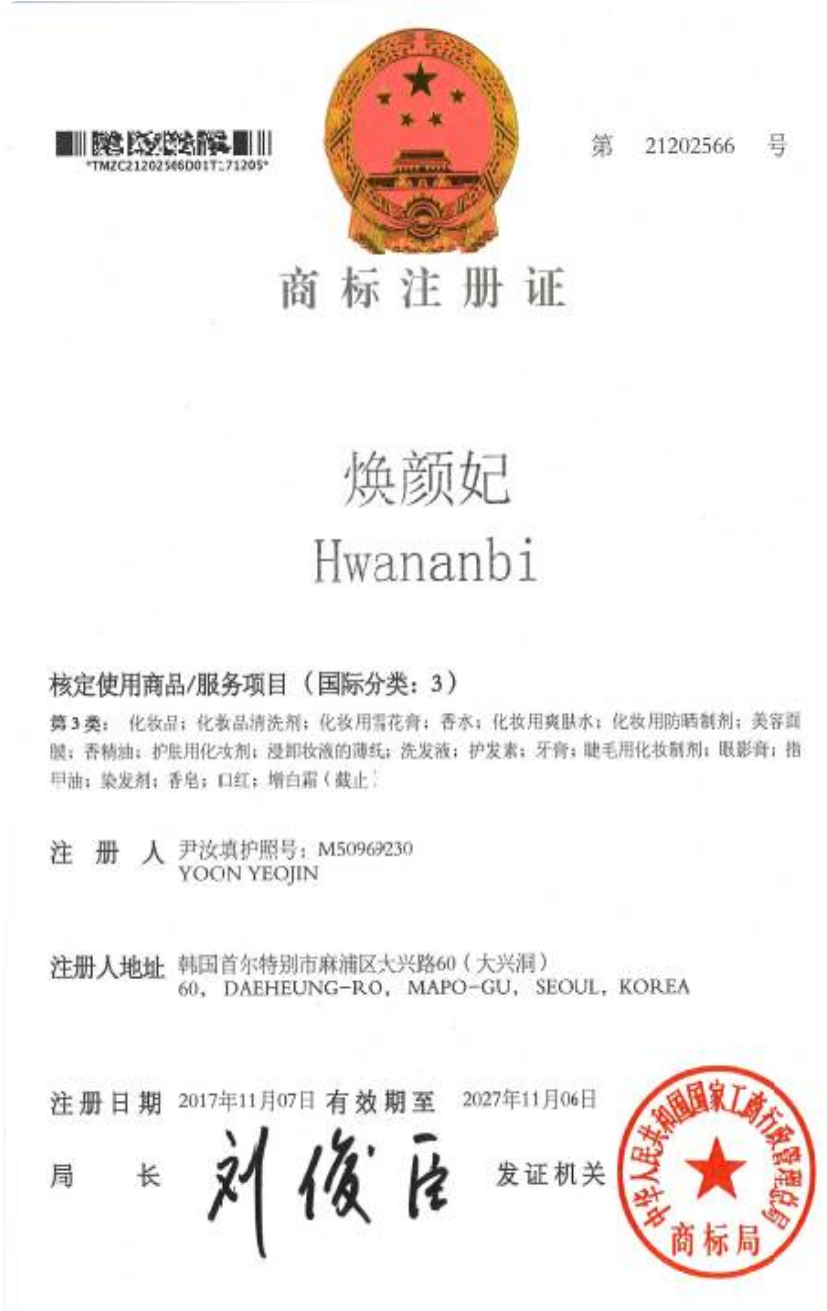 第 21202566 号
*TMZC21202566D01T171205*
商标注册证
焕颜妃
Hwananbi
核定使用商品/服务项目（国际分类：3）
第3类： 化妆品；化妆品清洗剂；化妆用雪花膏；香水；化妆用爽肤水；化妆用防晒制剂；美容面
膜；香精油；护肤用化妆剂；浸卸妆液的薄纸；洗发液；护发素；牙膏；睫毛用化妆制剂；眼影膏；指
甲油；染发剂；香皂；口红；增白霜（截止）
注 册 人 尹汝填护照号：M50969230
YOON YEOJIN
注册人地址 韩国首尔特别市麻浦区大兴路60（大兴洞）
60， DAEHEUNG-RO， MAPO-GU， SEOUL，KOREA
注册日期 2017年11月07日 有效期至 2027年11月06日
局 长 刘俊臣 发证机关
中华人民共和国国家工商行政管理总局
商标局